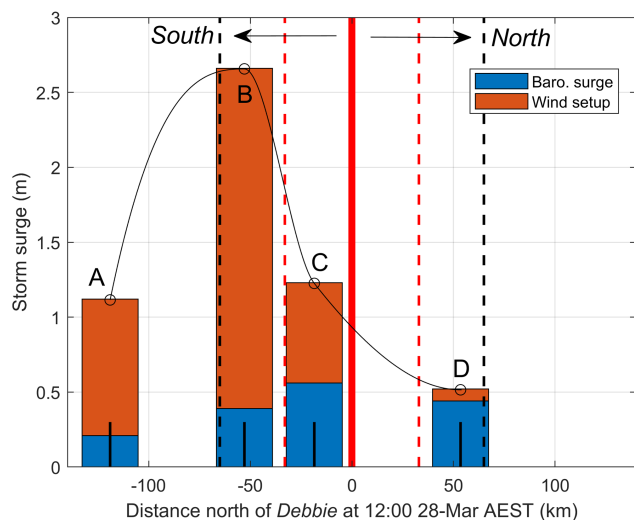 3
South
North
Baro. surge
Wind setup
2.5
B
2
Storm surge (m)
1.5
A
C
1
D
0.5
0
-100
-50
0
50
100
Distance north of Debbie at 12:00 28-Mar AEST (km)